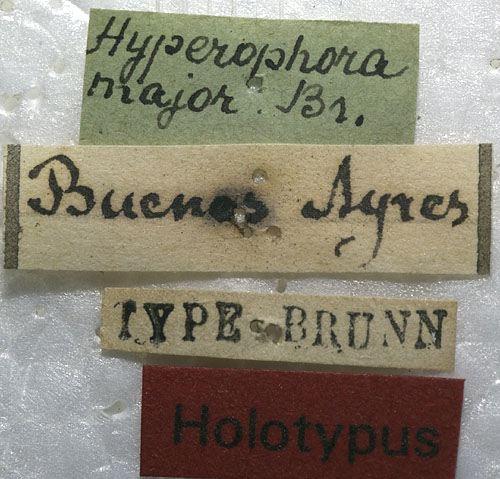 Hyperophora
major. Br.
Buenos Ayres
TYPE BRUNN
Holotypus